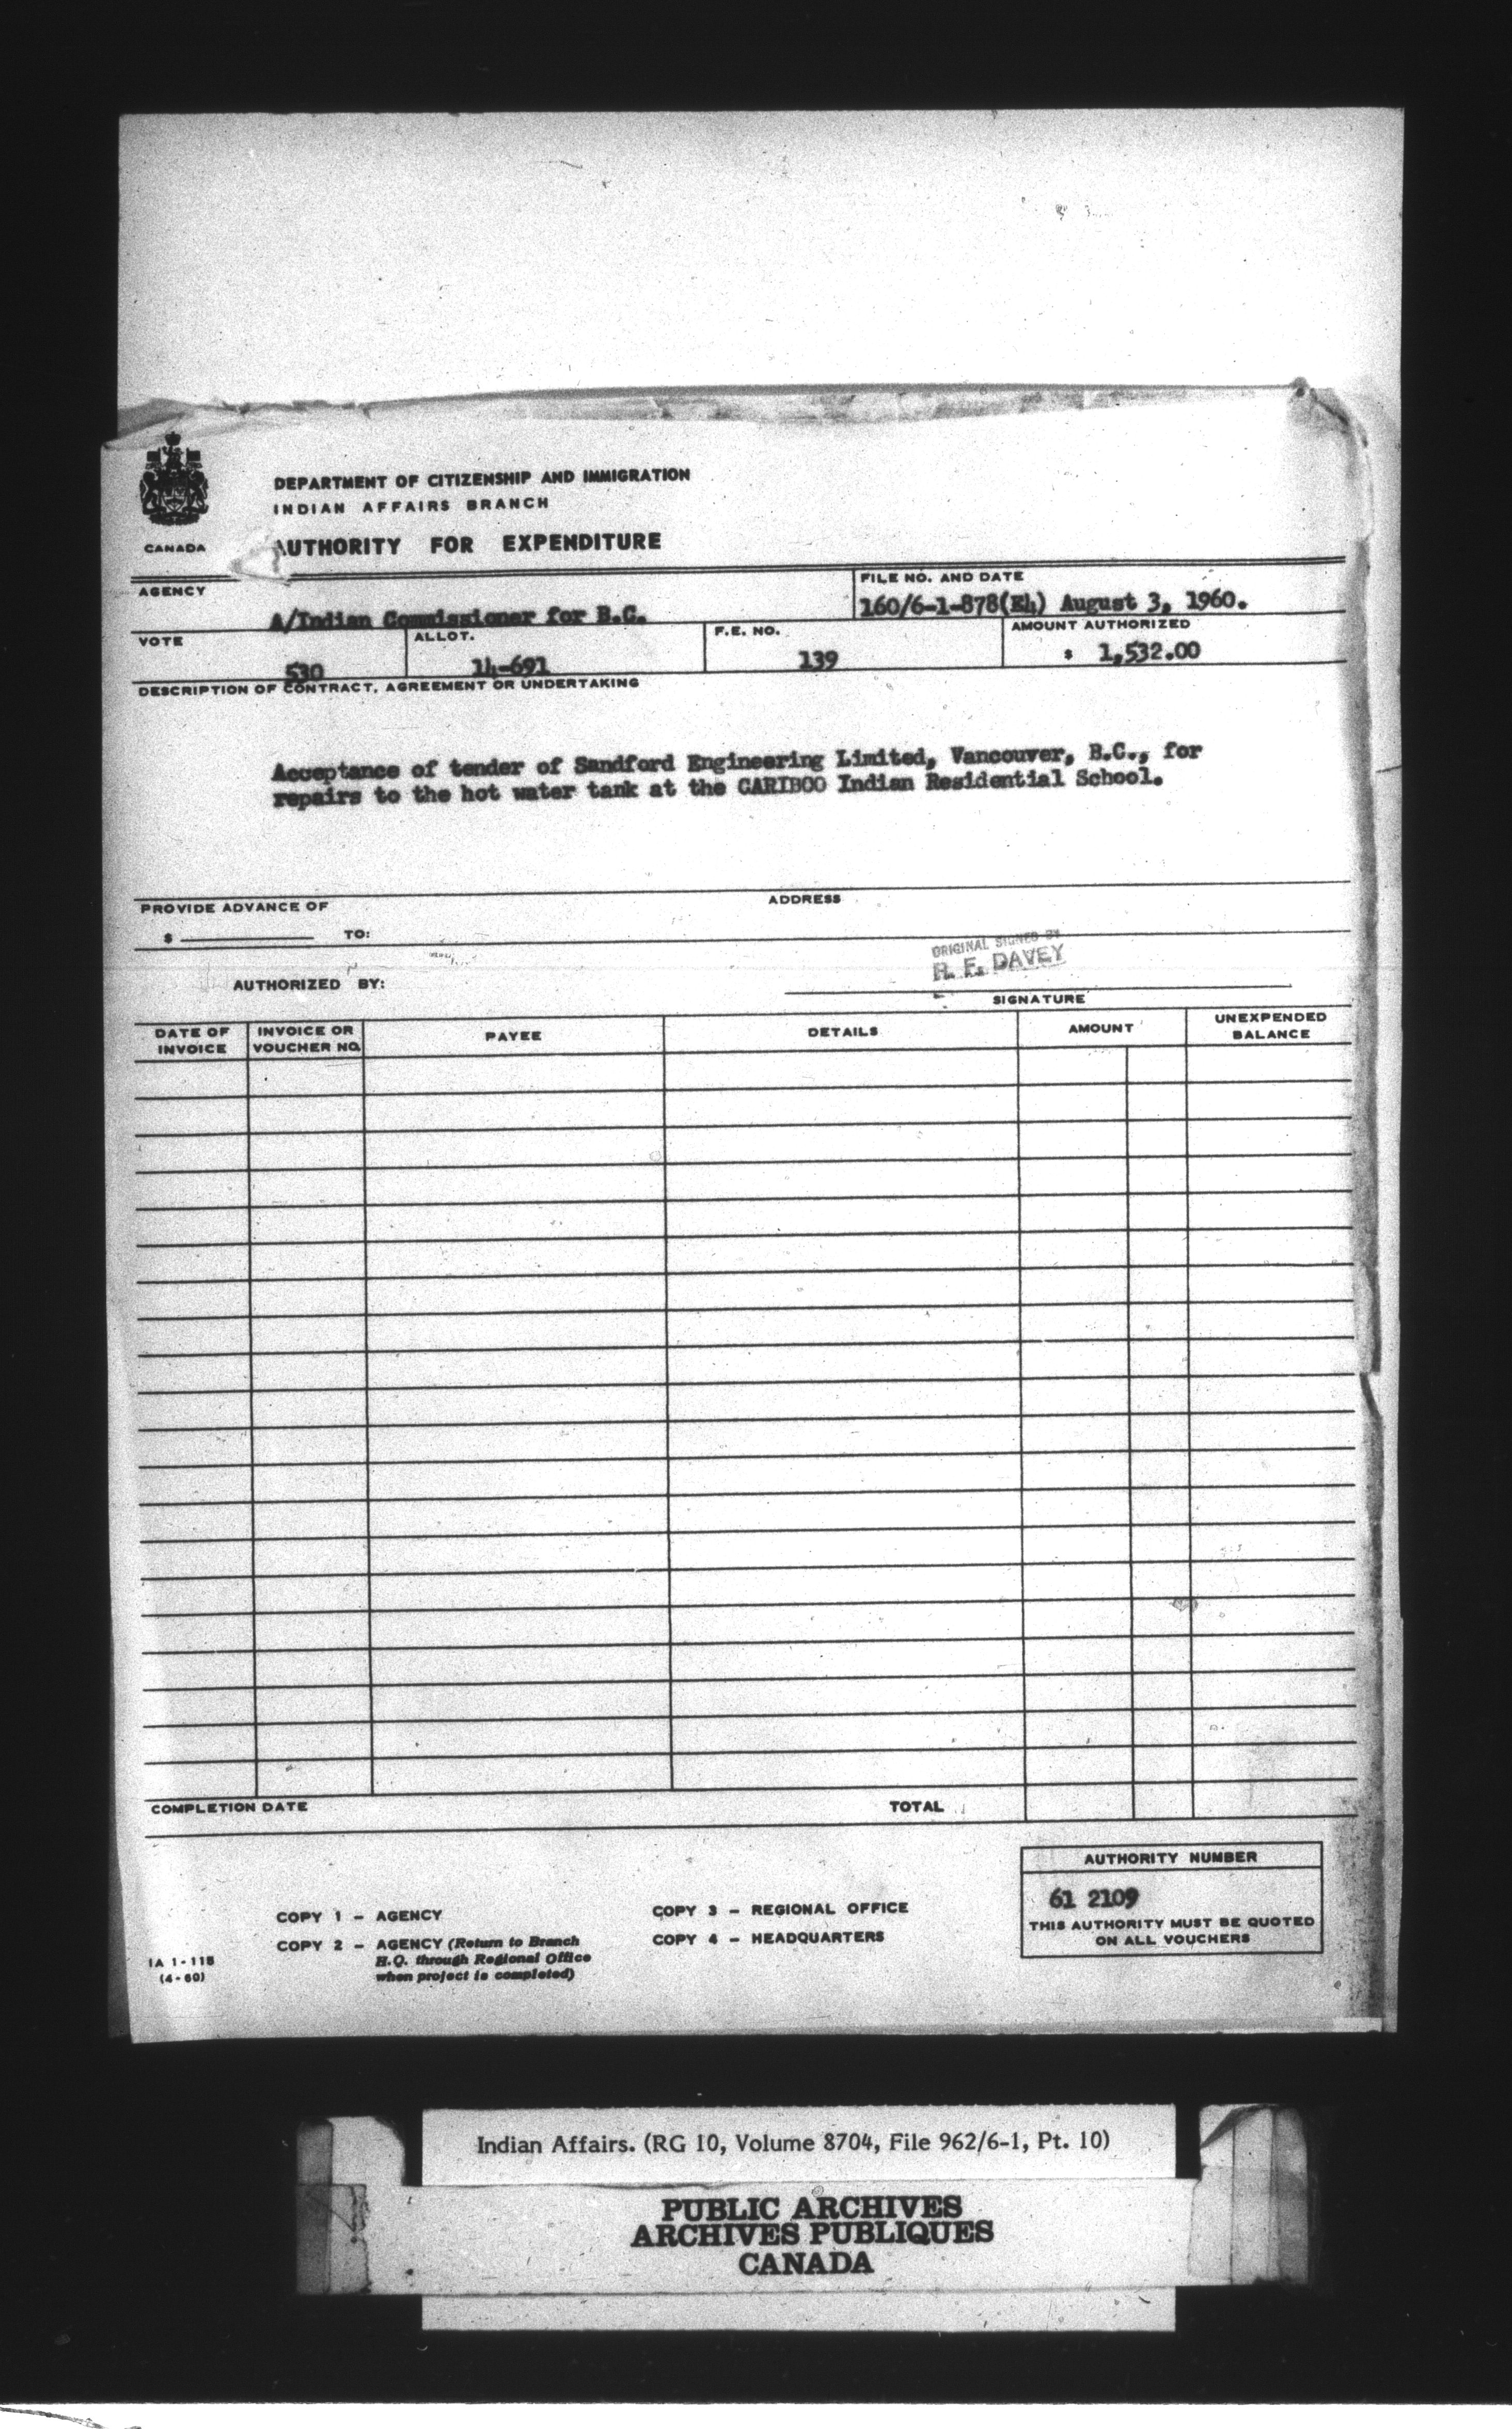 DEPARTMENT OF CITIZENSHIP AND IMMIGRATION
INDIAN AFFAIRS BRANCH
CANADA
AUTHORITY FOR EXPENDITURE
AGENCY
A/Indian Commissioner for B.C.
FILE NO. AND DATE
160/6-1-878(E4) August 3, 1960.
VOTE
530
ALLOT.
14-691
F.E. NO.
139
AMOUNT AUTHORIZED
$ 1,532.00
DESCRIPTION OF CONTRACT, AGREEMENT OR UNDERTAKING
Acceptance of tender of Sandford Engineering Limited, Vancouver, B.C., for
repairs to the hot water tank at the CARIBOO Indian Residential School.
PROVIDE ADVANCE OF
ADDRESS
$ TO:
ORIGINAL SIGNED BY
R. F. DAVEY
AUTHORIZED BY:
SIGNATURE
DATE OF INVOICE
INVOICE OR VOUCHER NO.
PAYEE
DETAILS
AMOUNT
UNEXPENDED BALANCE
COMPLETION DATE
TOTAL
AUTHORITY NUMBER
61 2109
THIS AUTHORITY MUST BE QUOTED
ON ALL VOUCHERS
COPY 1 - AGENCY
COPY 2 - AGENCY (Return to Branch
H.Q. through Regional Office
when project is completed)
COPY 3 - REGIONAL OFFICE
COPY 4 - HEADQUARTERS
IA 1-115
(4-60)
Indian Affairs. (RG 10, Volume 8704, File 962/6-1, Pt. 10)
PUBLIC ARCHIVES
ARCHIVES PUBLIQUES
CANADA